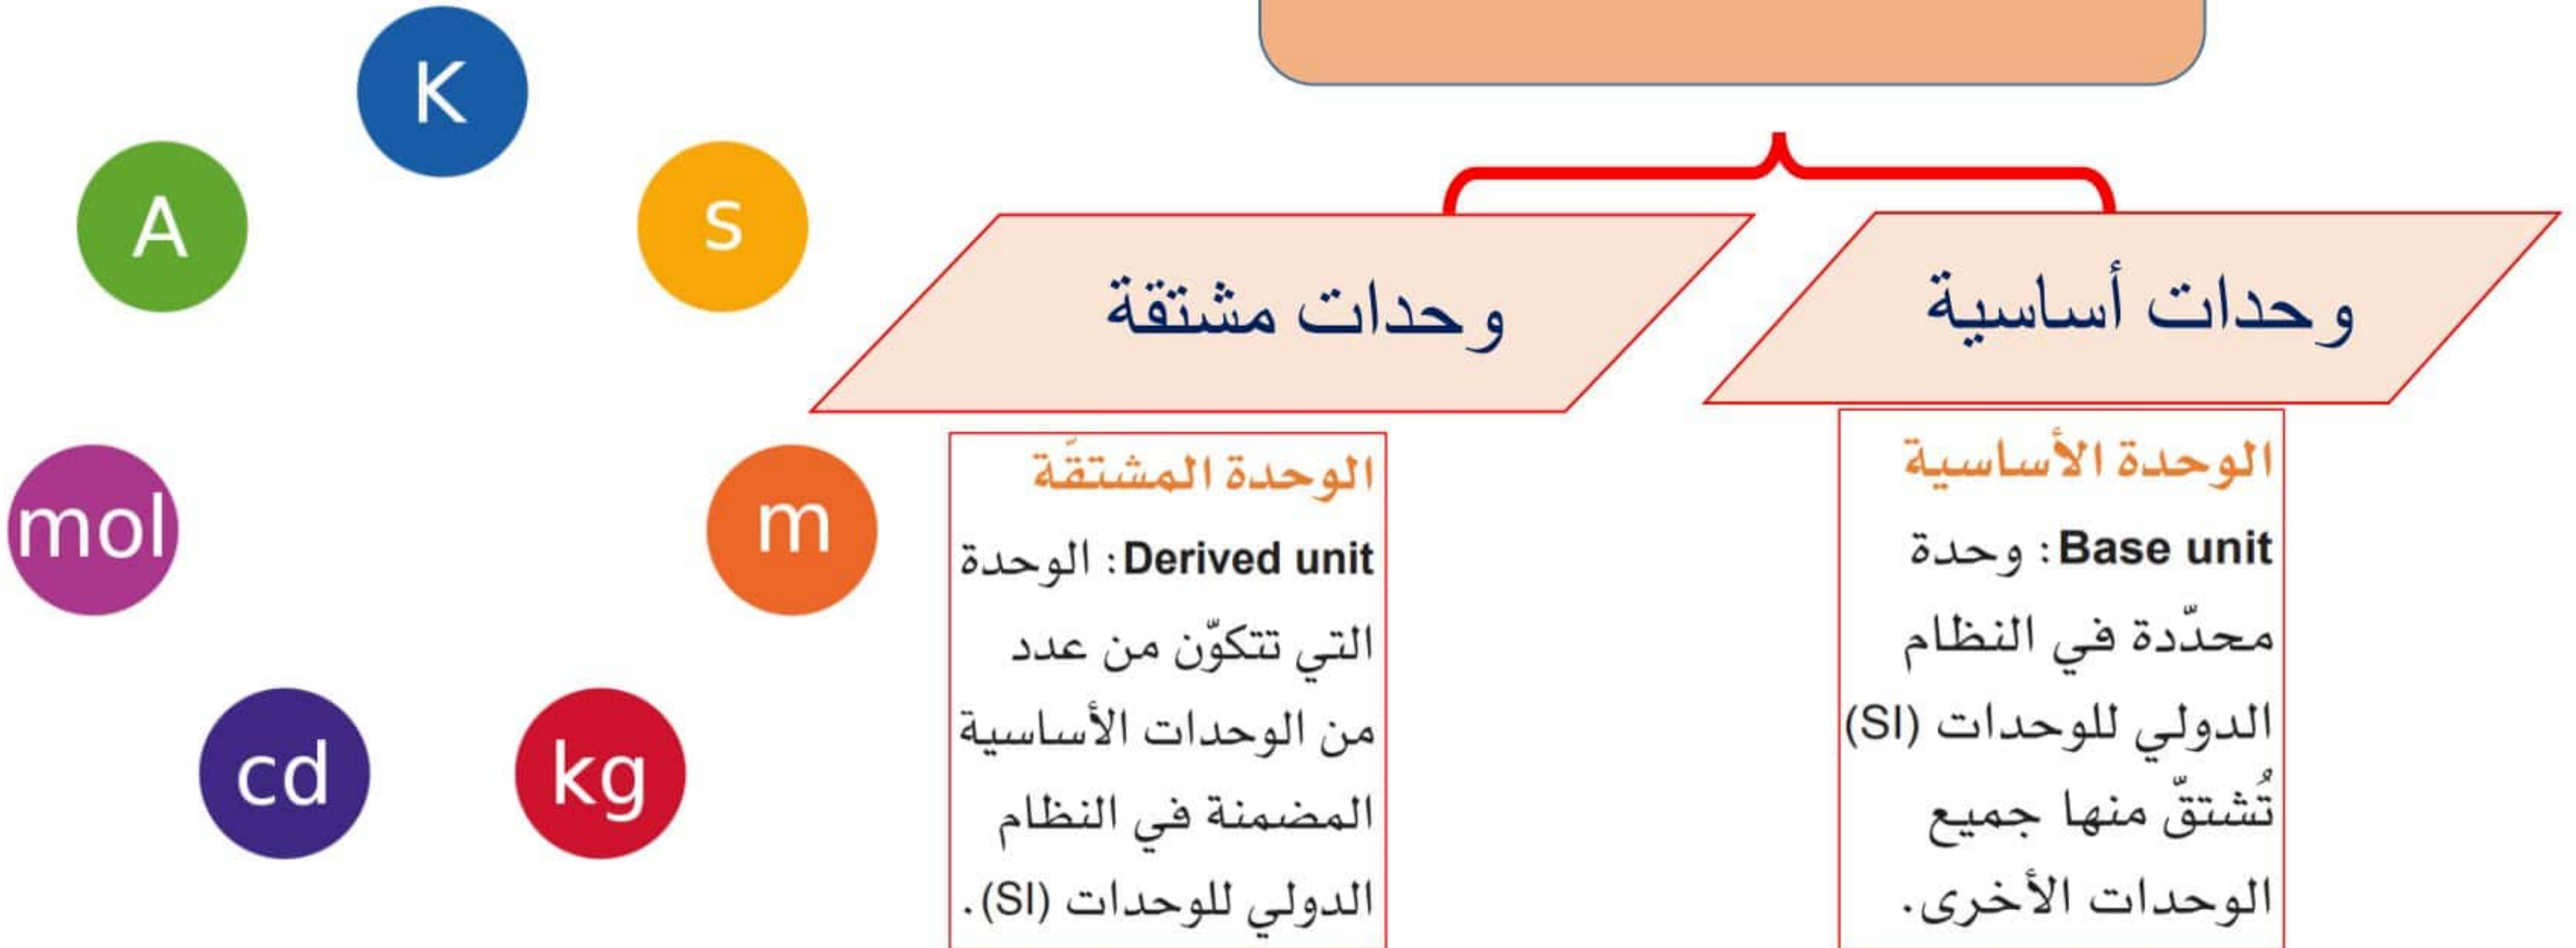 K
A
s
mol
m
cd
kg
وحدات أساسية
وحدات مشتقة
الوحدة الأساسية
Base unit: وحدة
محدّدة في النظام
الدولي للوحدات (SI)
تُشتقّ منها جميع
الوحدات الأخرى.
الوحدة المشتقّة
Derived unit: الوحدة
التي تتكوّن من عدد
من الوحدات الأساسية
المضمنة في النظام
الدولي للوحدات (SI).